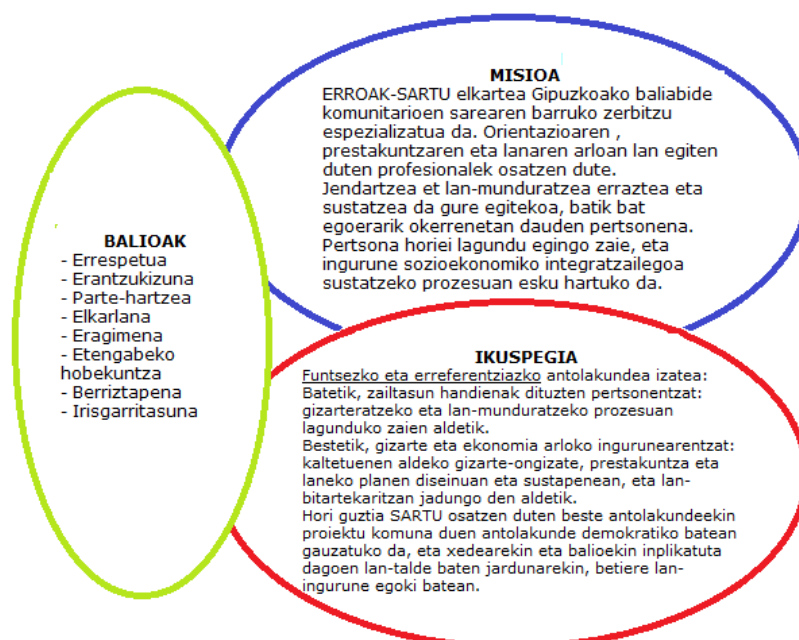 MISIOA
ERROAK-SARTU elkartea Gipuzkoako baliabide
komunitarioen sarearen barruko zerbitzu
espezializatua da. Orientazioaren ,
prestakuntzaren eta lanaren arloan lan egiten
duten profesionalek osatzen dute.
Jendartzea et lan-munduratzea erraztea eta
sustatzea da gure egitekoa, batik bat
egoerarik okerrenetan dauden pertsonena.
Pertsona horiei lagundu egingo zaie, eta
ingurune sozioekonomiko integratzailegoa
sustatzeko prozesuan esku hartuko da.
BALIOAK
- Errespetua
- Erantzukizuna
- Parte-hartzea
- Elkarlana
- Eragimena
- Etengabeko
hobekuntza
- Berriztapena
- Irisgarritasuna
IKUSPEGIA
Funtsezko eta erreferentziazko antolakundea izatea:
Batetik, zailtasun handienak dituzten pertsonentzat:
gizarteratzeko eta lan-munduratzeko prozesuan
lagunduko zaien aldetik.
Bestetik, gizarte eta ekonomia arloko ingurunearentzat:
kaltetuenen aldeko gizarte-ongizate, prestakuntza eta
laneko planen diseinuan eta sustapenean, eta lan-
bitartekaritzan jadungo den aldetik.
Hori guztia SARTU osatzen duten beste antolakundeekin
proiektu komuna duen antolakunde demokratiko batean
gauzatuko da, eta xedearekin eta balioekin inplikatuta
dagoen lan-talde baten jardunarekin, betiere lan-
ingurune egoki batean.